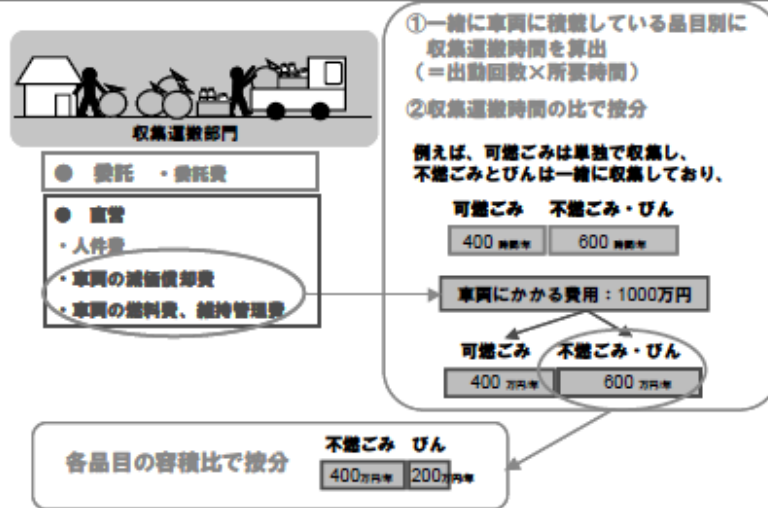 収集運搬部門
● 委託 ・委託費
● 直営
・人件費
・車両の減価償却費
・車両の燃料費、維持管理費
①一緒に車両に積載している品目別に
収集運搬時間を算出
（＝出動回数×所要時間）
②収集運搬時間の比で按分
例えば、可燃ごみは単独で収集し、
不燃ごみとびんは一緒に収集しており、
可燃ごみ 不燃ごみ・びん
400 時間/年 600 時間/年
車両にかかる費用：1000万円
可燃ごみ 不燃ごみ・びん
400 万円/年 600 万円/年
各品目の容積比で按分
不燃ごみ びん
400万円/年 200万円/年